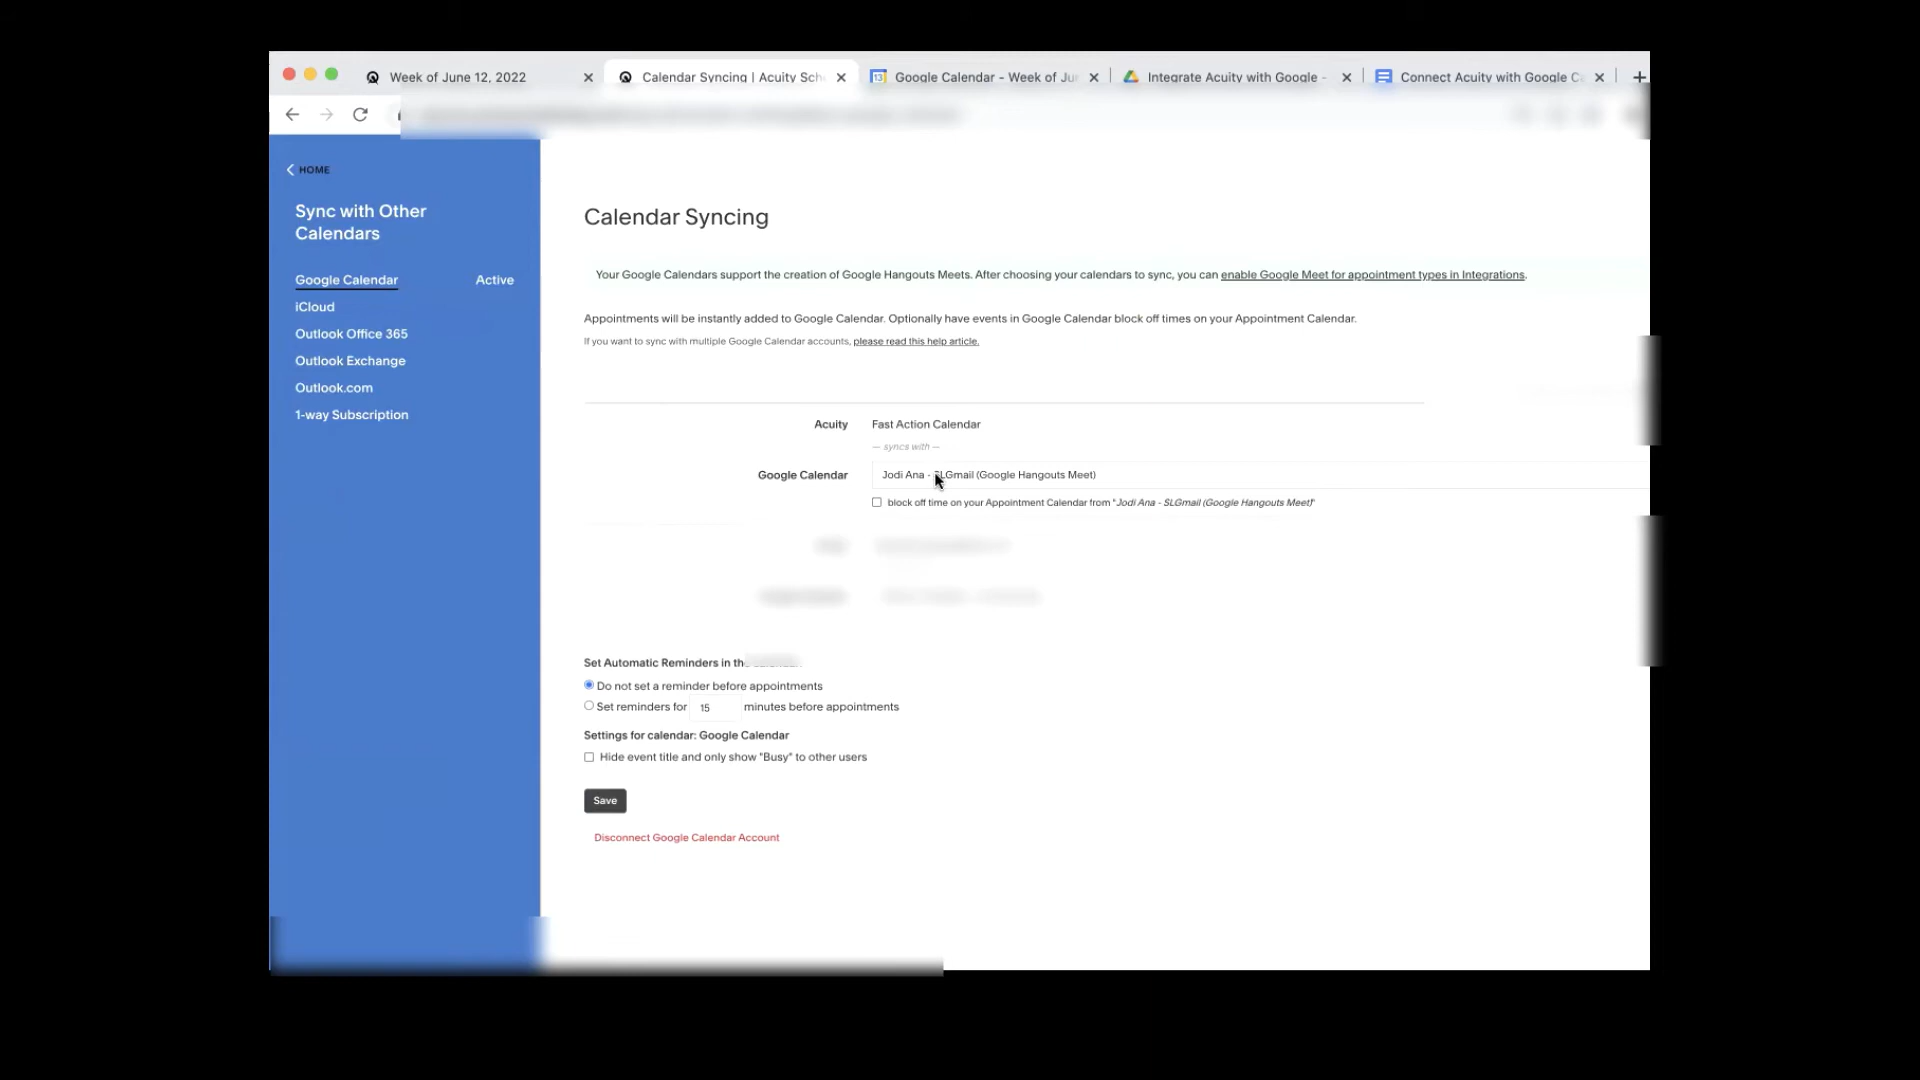 Week of June 12, 2022
Calendar Syncing | Acuity Sch
Google Calendar - Week of Ju
Integrate Acuity with Google -
Connect Acuity with Google Ca
HOME
Sync with Other
Calendars
Google Calendar Active
iCloud
Outlook Office 365
Outlook Exchange
Outlook.com
1-way Subscription
Calendar Syncing
Your Google Calendars support the creation of Google Hangouts Meets. After choosing your calendars to sync, you can enable Google Meet for appointment types in Integrations.
Appointments will be instantly added to Google Calendar. Optionally have events in Google Calendar block off times on your Appointment Calendar.
If you want to sync with multiple Google Calendar accounts, please read this help article.
Acuity Fast Action Calendar
— syncs with —
Google Calendar Jodi Ana - SLGmail (Google Hangouts Meet)
block off time on your Appointment Calendar from "Jodi Ana - SLGmail (Google Hangouts Meet)"
Set Automatic Reminders in the
Do not set a reminder before appointments
Set reminders for 15 minutes before appointments
Settings for calendar: Google Calendar
Hide event title and only show "Busy" to other users
Save
Disconnect Google Calendar Account